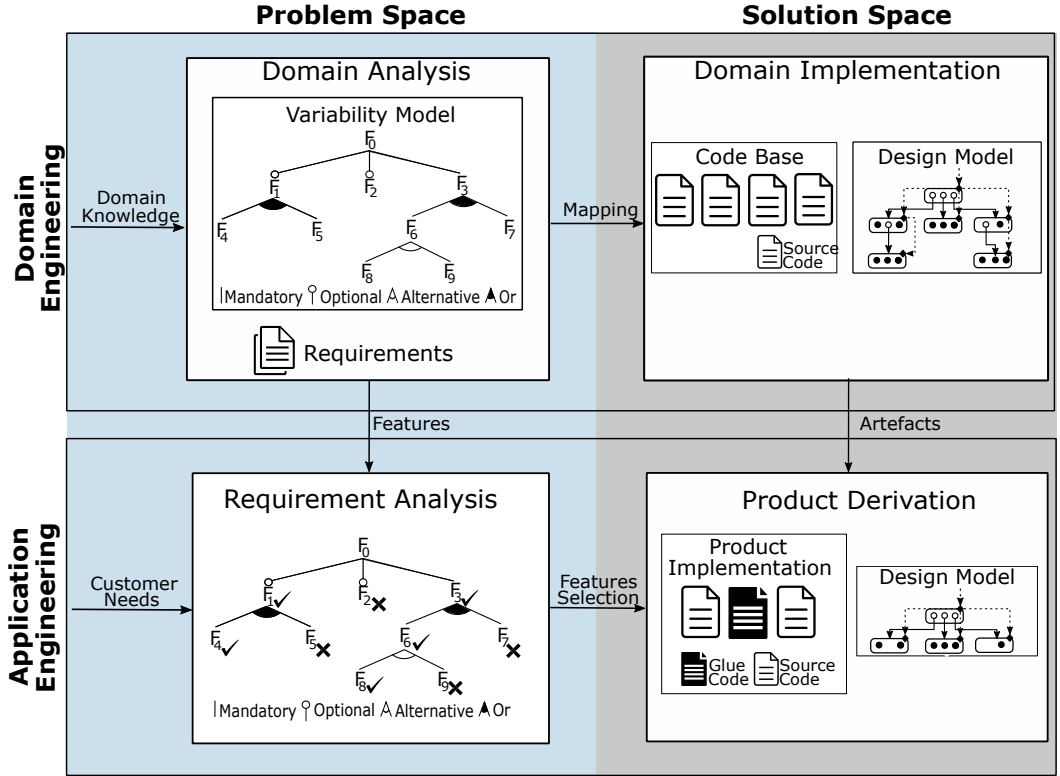 Problem Space
Solution Space
Domain
Engineering
Domain
Knowledge
Domain Analysis
Variability Model
F0
F1
F2
F3
F4
F5
F6
F7
F8
F9
Mandatory Optional Alternative Or
Requirements
Mapping
Domain Implementation
Code Base
Source
Code
Design Model
Features
Artefacts
Application
Engineering
Customer
Needs
Requirement Analysis
F0
F1
F2
F3
F4
F5
F6
F7
F8
F9
Mandatory Optional Alternative Or
Features
Selection
Product Derivation
Product
Implementation
Glue
Code
Source
Code
Design Model